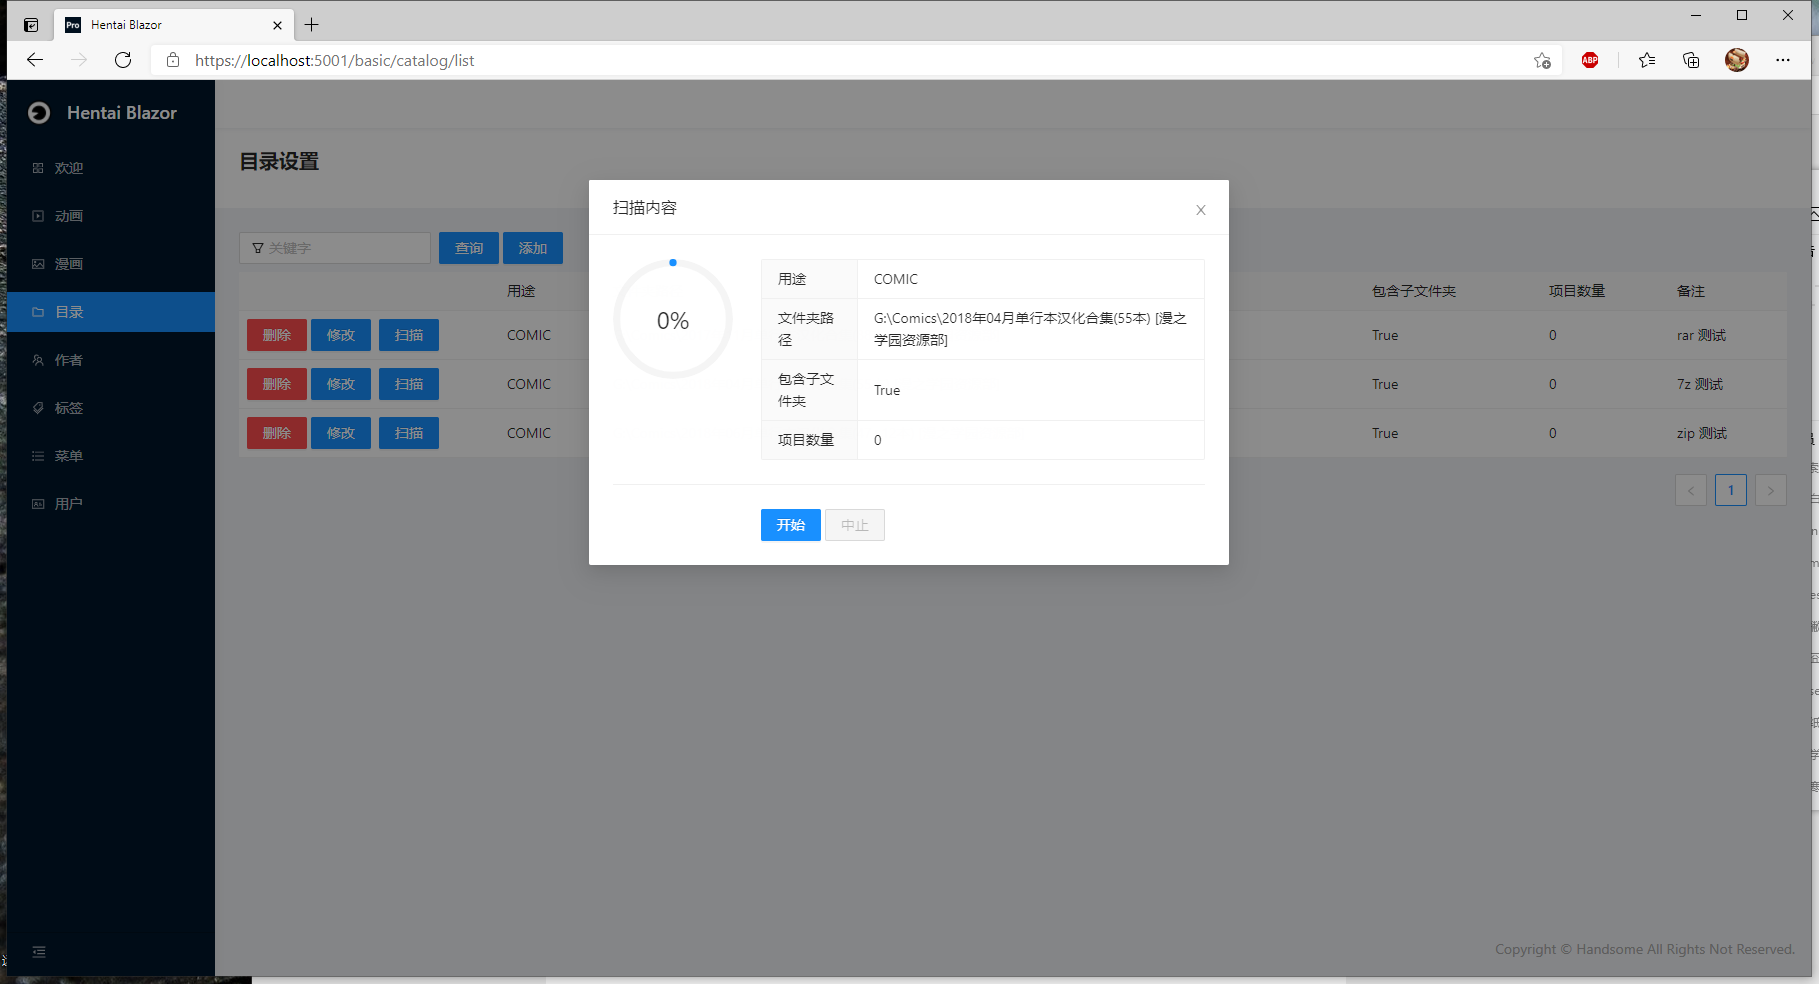 Hentai Blazor
https://localhost:5001/basic/catalog/list
ABP
Hentai Blazor
欢迎
动画
漫画
目录
作者
标签
菜单
用户
目录设置
关键字
查询
添加
用途
包含子文件夹
项目数量
备注
删除
修改
扫描
COMIC
True
0
rar 测试
删除
修改
扫描
COMIC
True
0
7z 测试
删除
修改
扫描
COMIC
True
0
zip 测试
1
扫描内容
0%
用途
COMIC
文件夹路
径
G:\Comics\2018年04月单行本汉化合集(55本) [漫之
学园资源部]
包含子文
件夹
True
项目数量
0
开始
中止
Copyright © Handsome All Rights Not Reserved.